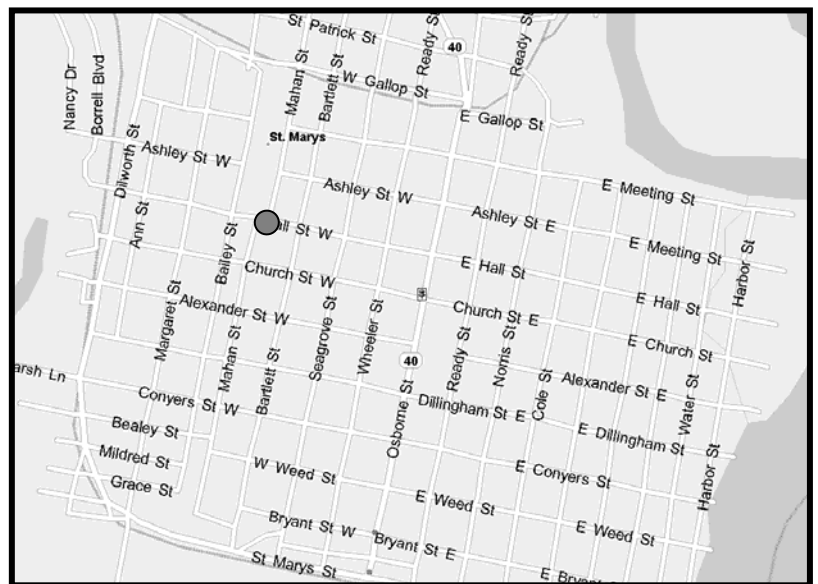 St Patrick St
Ready St
40
Ready St
Nancy Dr
Borrell Blvd
Mahan St
Bartlett St
W Gallop St
E Gallop St
St. Marys
Dilworth St
Ashley St W
Ashley St W
E Meeting St
Ann St
Bailey St
all St W
Ashley St E
E Meeting St
Harbor St
Church St W
E Hall St
E Hall St
Margaret St
Alexander St W
Seagrove St
Wheeler St
Church St E
E Church St
Mahan St
Bartlett St
40
Ready St
Norris St
Alexander St E
Water St
arsh Ln
Conyers St W
Osborne St
Dillingham St E
Cole St
E Dillingham St
Bealey St
Mildred St
W Weed St
E Conyers St
Harbor St
Grace St
E Weed St
E Weed St
Bryant St W
Bryant St E
St Marys St
E Bryan